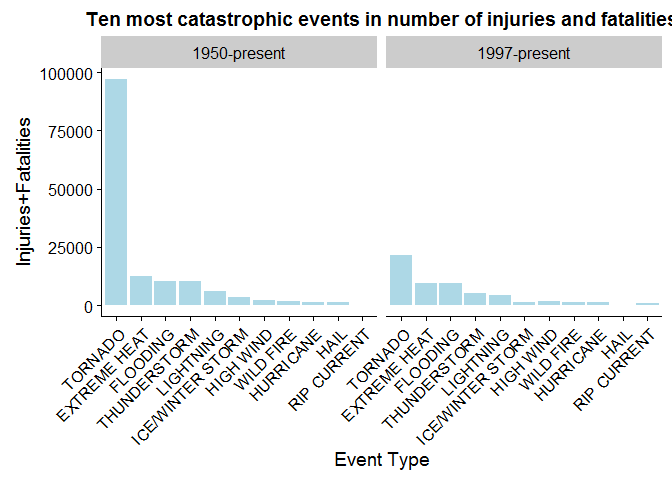 Ten most catastrophic events in number of injuries and fatalities
1950-present
1997-present
Injuries+Fatalities
100000
75000
50000
25000
0
TORNADO
EXTREME HEAT
FLOODING
THUNDERSTORM
LIGHTNING
ICE/WINTER STORM
HIGH WIND
WILD FIRE
HURRICANE
HAIL
RIP CURRENT
TORNADO
EXTREME HEAT
FLOODING
THUNDERSTORM
LIGHTNING
ICE/WINTER STORM
HIGH WIND
WILD FIRE
HURRICANE
HAIL
RIP CURRENT
Event Type